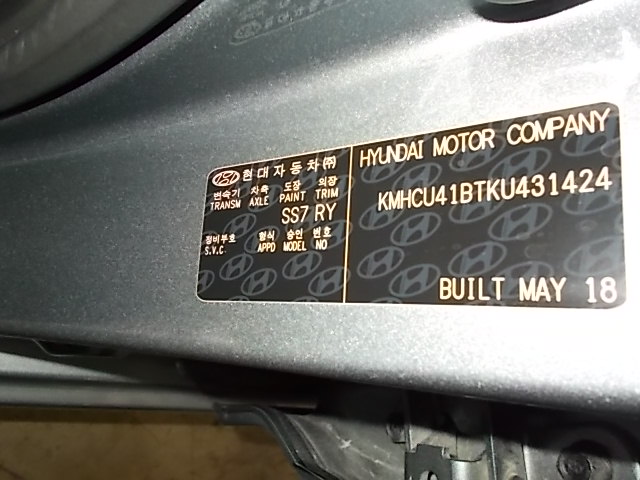 현대자동차㈜
변속기 차축 도장 의장
TRANSM AXLE PAINT TRIM
SS7 RY
정비부호 형식 승인 번호
S.V.C. APPD MODEL NO
HYUNDAI MOTOR COMPANY
KMHCU41BTKU431424
BUILT MAY 18